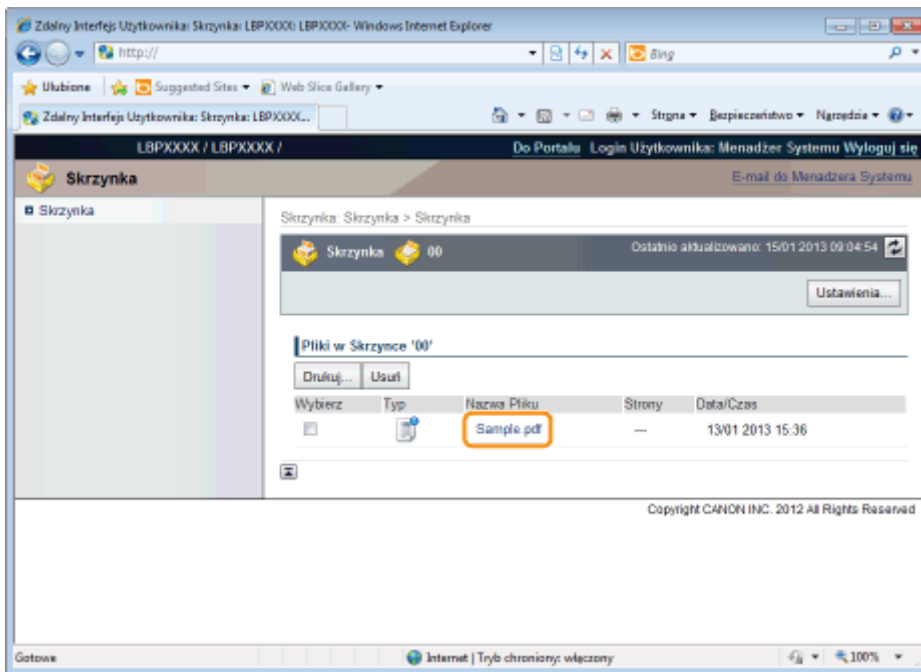 Zdalny Interfejs Użytkownika: Skrzynka: LBPXXXX: LBPXXXX- Windows Internet Explorer
http://
Bing
Ulubione Suggested Sites Web Slice Gallery
Zdalny Interfejs Użytkownika: Skrzynka: LBPXXXX...
Strona Bezpieczeństwo Narzędzia
LBPXXXX / LBPXXXX / Do Portalu Login Użytkownika: Menadżer Systemu Wyloguj się
Skrzynka E-mail do Menadżera Systemu
Skrzynka
Skrzynka: Skrzynka > Skrzynka
Skrzynka 00 Ostatnio aktualizowano: 15/01 2013 09:04:54
Ustawienia...
Pliki w Skrzynce '00'
Drukuj... Usuń
Wybierz Typ Nazwa Pliku Strony Data/Czas
Sample.pdf — 13/01 2013 15:36
Copyright CANON INC. 2012 All Rights Reserved
Gotowe Internet | Tryb chroniony: włączony 100%